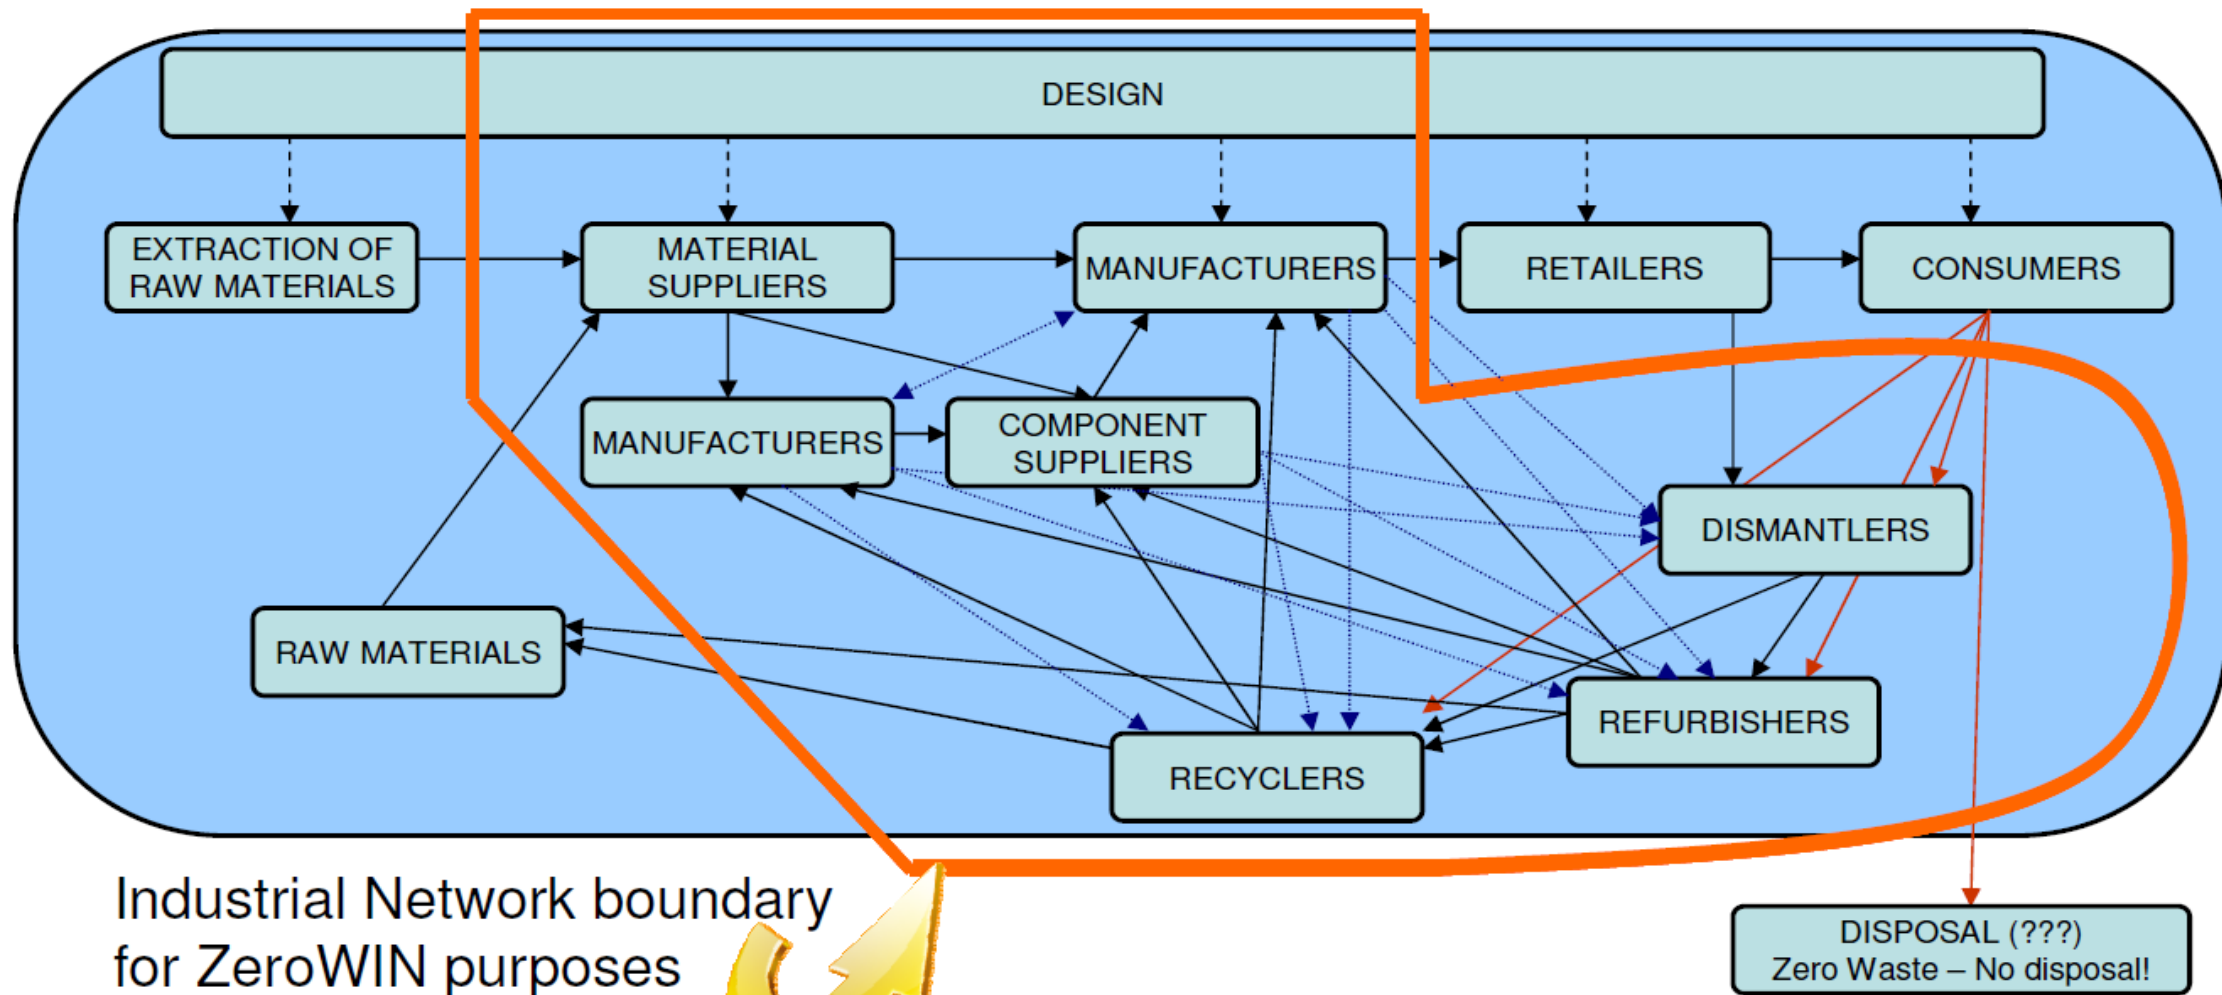 DESIGN
EXTRACTION OF
RAW MATERIALS
MATERIAL
SUPPLIERS
MANUFACTURERS
RETAILERS
CONSUMERS
MANUFACTURERS
COMPONENT
SUPPLIERS
DISMANTLERS
RAW MATERIALS
REFURBISHERS
RECYCLERS
Industrial Network boundary
for ZeroWIN purposes
DISPOSAL (???)
Zero Waste – No disposal!